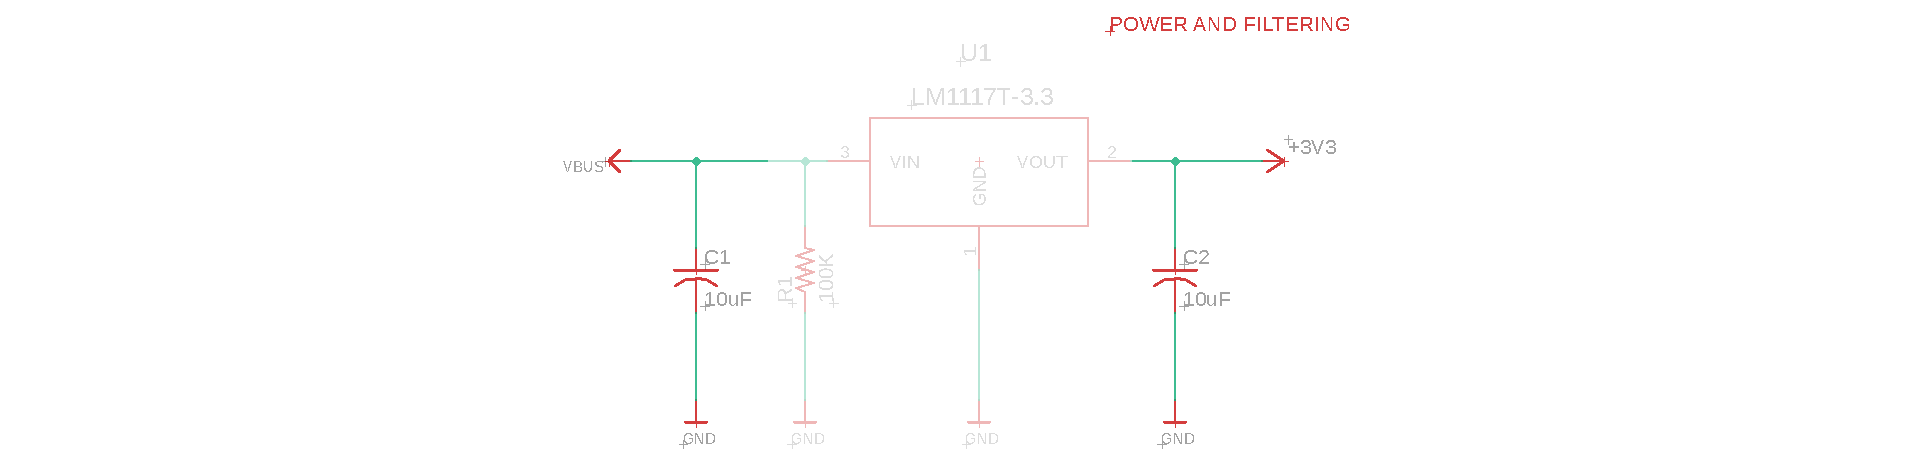 POWER AND FILTERING
U1
LM1117T-3.3
VBUS
3
VIN
GND
VOUT
2
+3V3
1
C1
10uF
R1
100K
C2
10uF
GND
GND
GND
GND